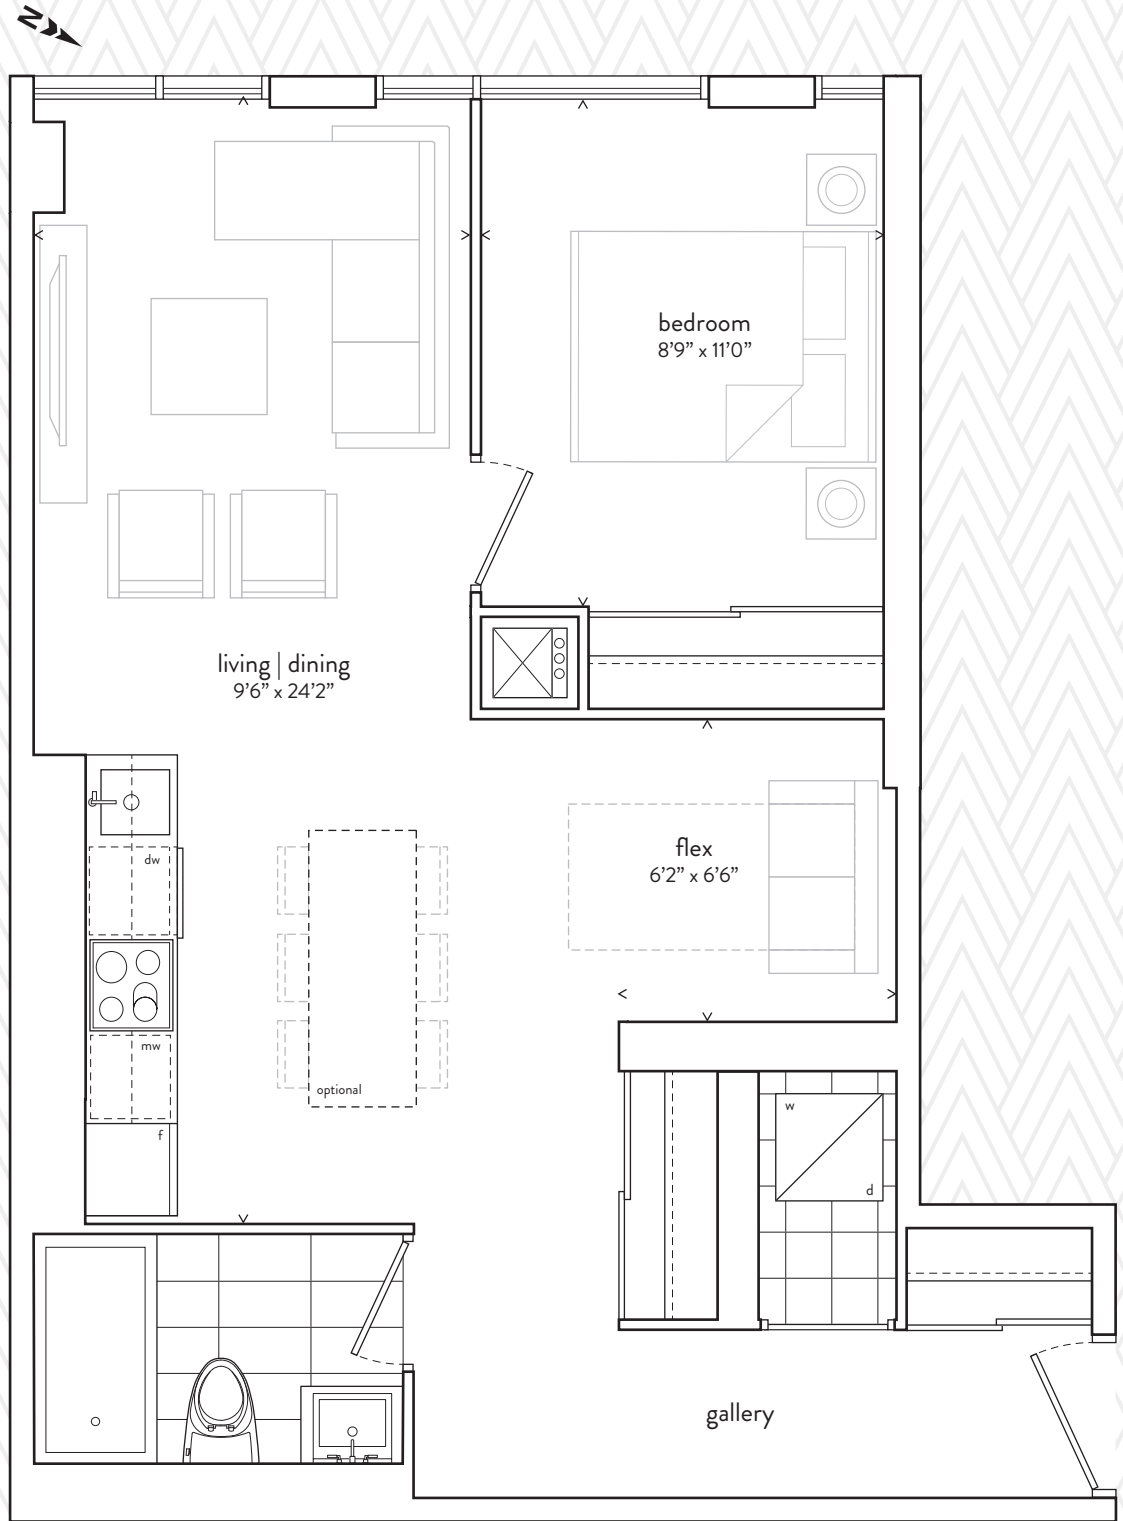 N
bedroom
8’9” x 11’0”
living | dining
9’6” x 24’2”
flex
6’2” x 6’6”
dw
mw
optional
f
w
d
gallery